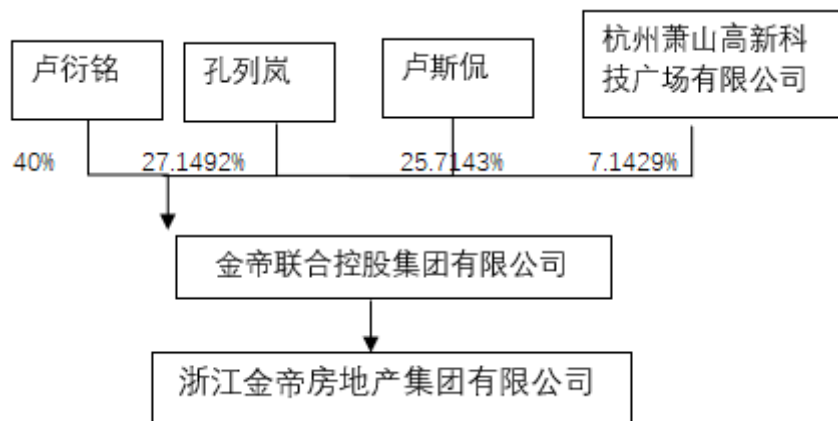 卢衍铭
孔列岚
卢斯侃
杭州萧山高新科
技广场有限公司
40%
27.1492%
25.7143%
7.1429%
金帝联合控股集团有限公司
浙江金帝房地产集团有限公司